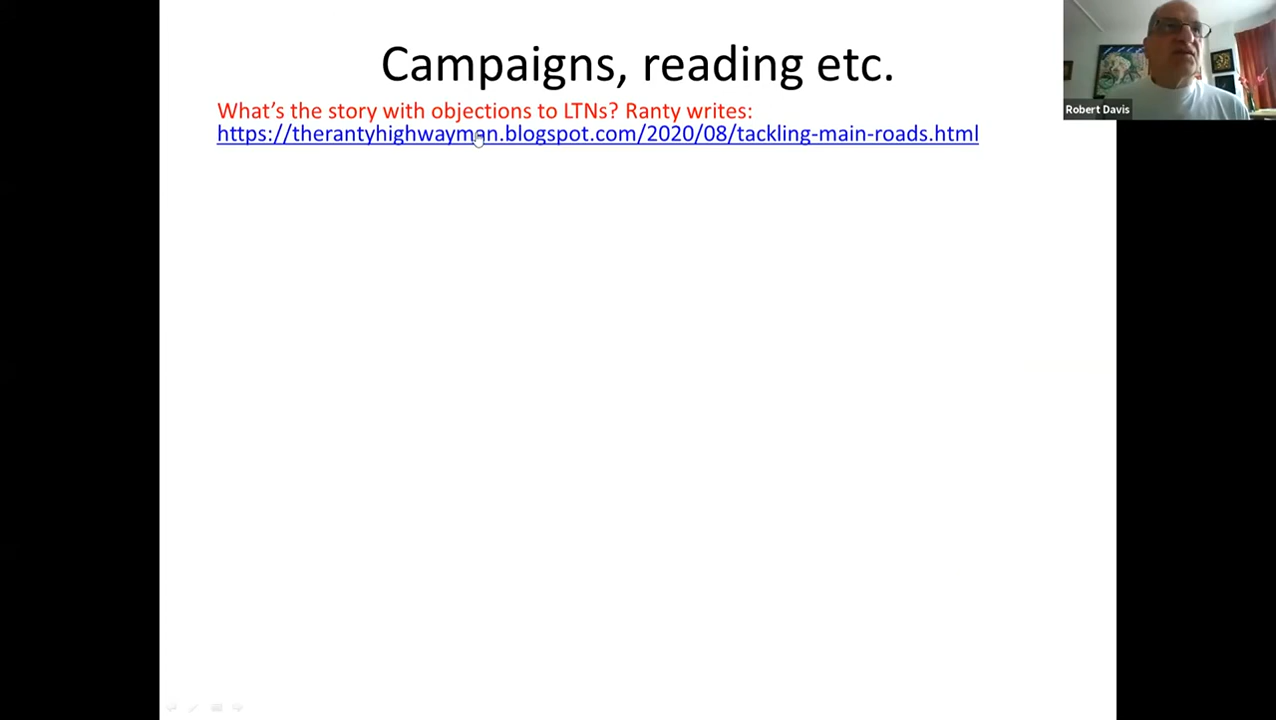 Campaigns, reading etc.
What's the story with objections to LTNs? Ranty writes:
https://therantyhighwayman.blogspot.com/2020/08/tackling-main-roads.html
Robert Davis